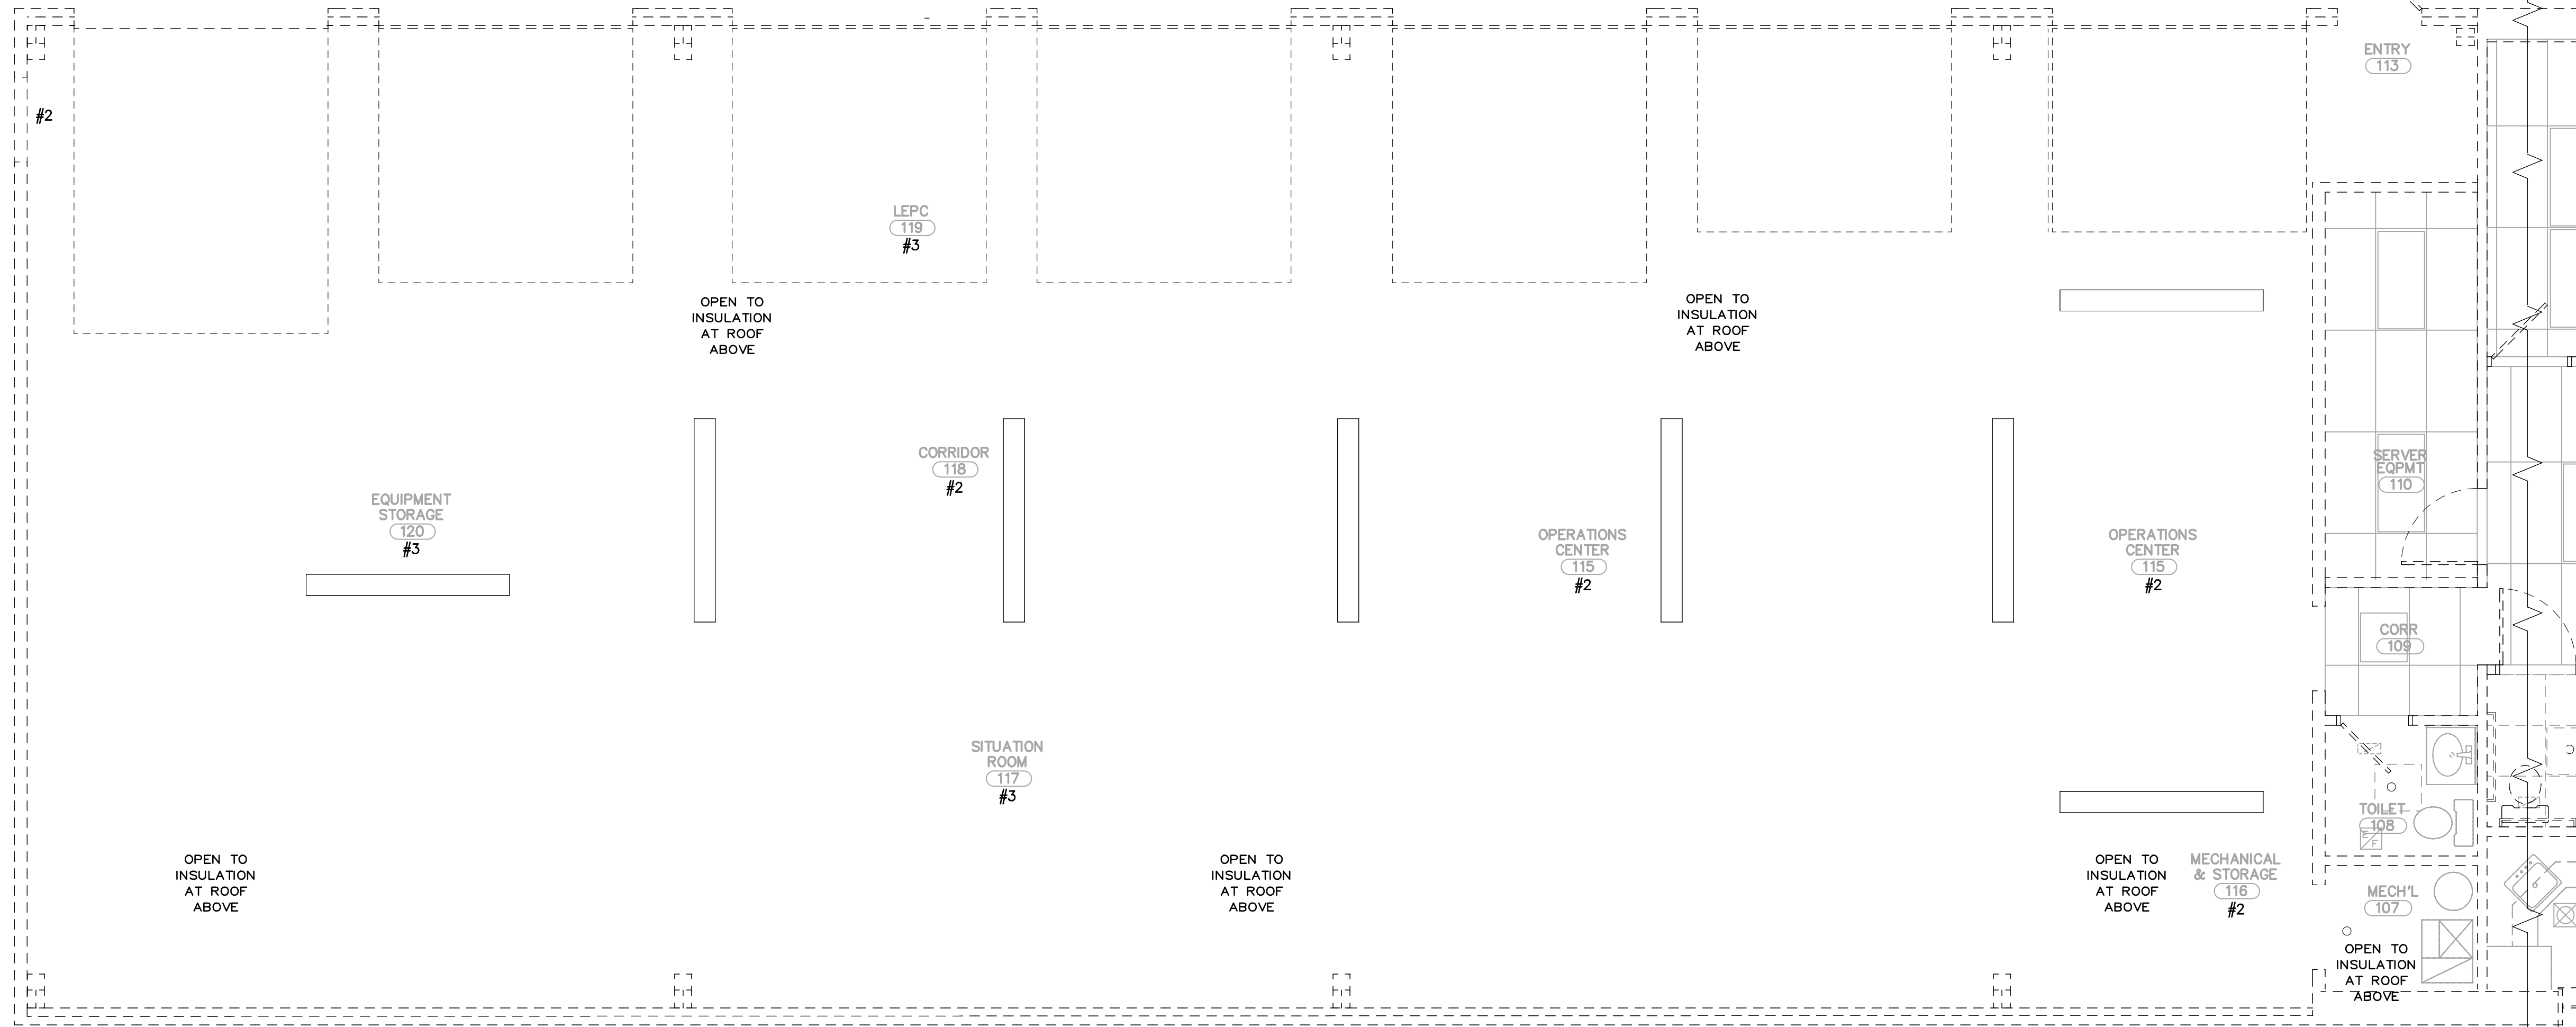 ENTRY
113
#2
LEPC
119
#3
OPEN TO
INSULATION
AT ROOF
ABOVE
OPEN TO
INSULATION
AT ROOF
ABOVE
CORRIDOR
118
#2
SERVER
EQPMT
110
EQUIPMENT
STORAGE
120
#3
OPERATIONS
CENTER
115
#2
OPERATIONS
CENTER
115
#2
CORR
109
SITUATION
ROOM
117
#3
TOILET
108
E
F
OPEN TO
INSULATION
AT ROOF
ABOVE
OPEN TO
INSULATION
AT ROOF
ABOVE
OPEN TO
INSULATION
AT ROOF
ABOVE
MECHANICAL
& STORAGE
116
#2
MECH'L
107
OPEN TO
INSULATION
AT ROOF
ABOVE